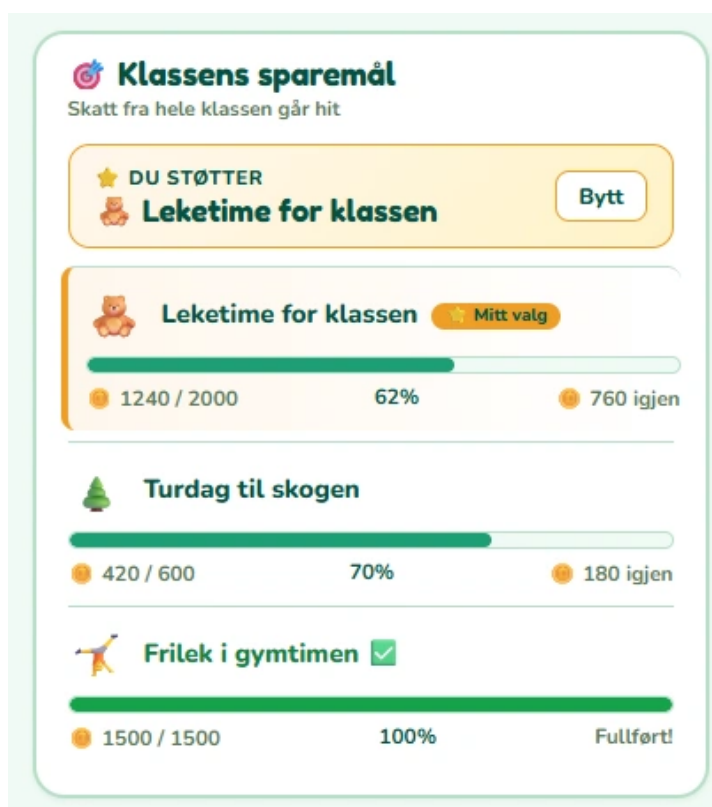 Klassens sparemål
Skatt fra hele klassen går hit
DU STØTTER
Leketime for klassen
Bytt
Leketime for klassen
Mitt valg
1240 / 2000 62% 760 igjen
Turdag til skogen
420 / 600 70% 180 igjen
Frilek i gymtimen
1500 / 1500 100% Fullført!